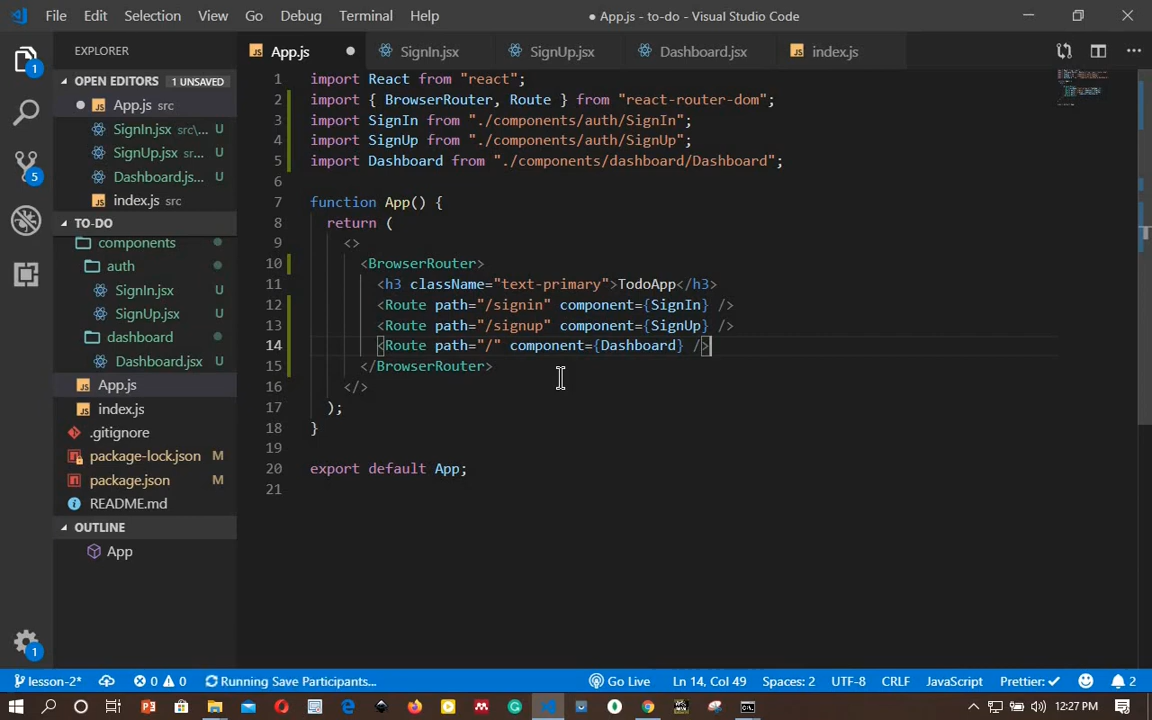 File Edit Selection View Go Debug Terminal Help ● App.js - to-do - Visual Studio Code
EXPLORER
OPEN EDITORS 1 UNSAVED
App.js src
SignIn.jsx src\... U
SignUp.jsx sr... U
Dashboard.js... U
index.js src
TO-DO
components
auth
SignIn.jsx U
SignUp.jsx U
dashboard
Dashboard.jsx U
App.js
index.js
.gitignore
package-lock.json M
package.json M
README.md
OUTLINE
App
1
5
1
App.js SignIn.jsx SignUp.jsx Dashboard.jsx index.js
1 import React from "react";
2 import { BrowserRouter, Route } from "react-router-dom";
3 import SignIn from "./components/auth/SignIn";
4 import SignUp from "./components/auth/SignUp";
5 import Dashboard from "./components/dashboard/Dashboard";
6
7 function App() {
8 return (
9 <>
10 <BrowserRouter>
11 <h3 className="text-primary">TodoApp</h3>
12 <Route path="/signin" component={SignIn} />
13 <Route path="/signup" component={SignUp} />
14 <Route path="/" component={Dashboard} />
15 </BrowserRouter>
16 </>
17 );
18 }
19
20 export default App;
21
lesson-2* 0 0 Running Save Participants... Go Live Ln 14, Col 49 Spaces: 2 UTF-8 CRLF JavaScript Prettier: ✓ 2
12:27 PM